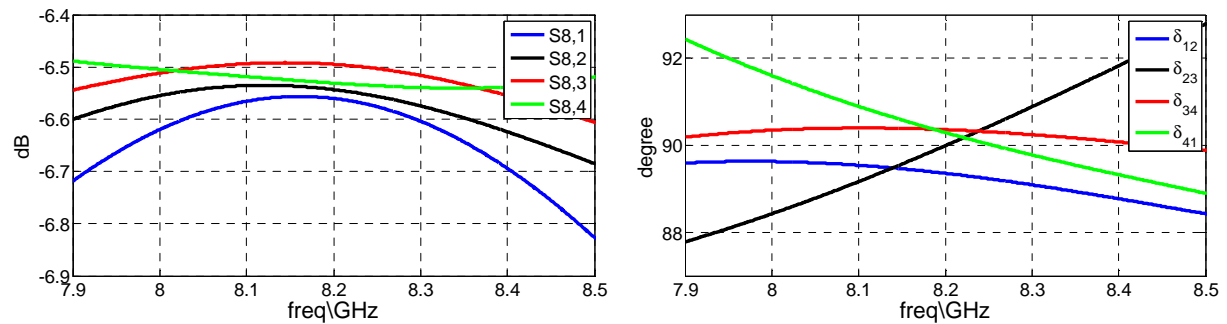 -6.4
-6.5
-6.6
-6.7
-6.8
-6.9
dB
7.9 8 8.1 8.2 8.3 8.4 8.5
freq\GHz
S8,1
S8,2
S8,3
S8,4
92
90
88
degree
7.9 8 8.1 8.2 8.3 8.4 8.5
freq\GHz
δ12
δ23
δ34
δ41